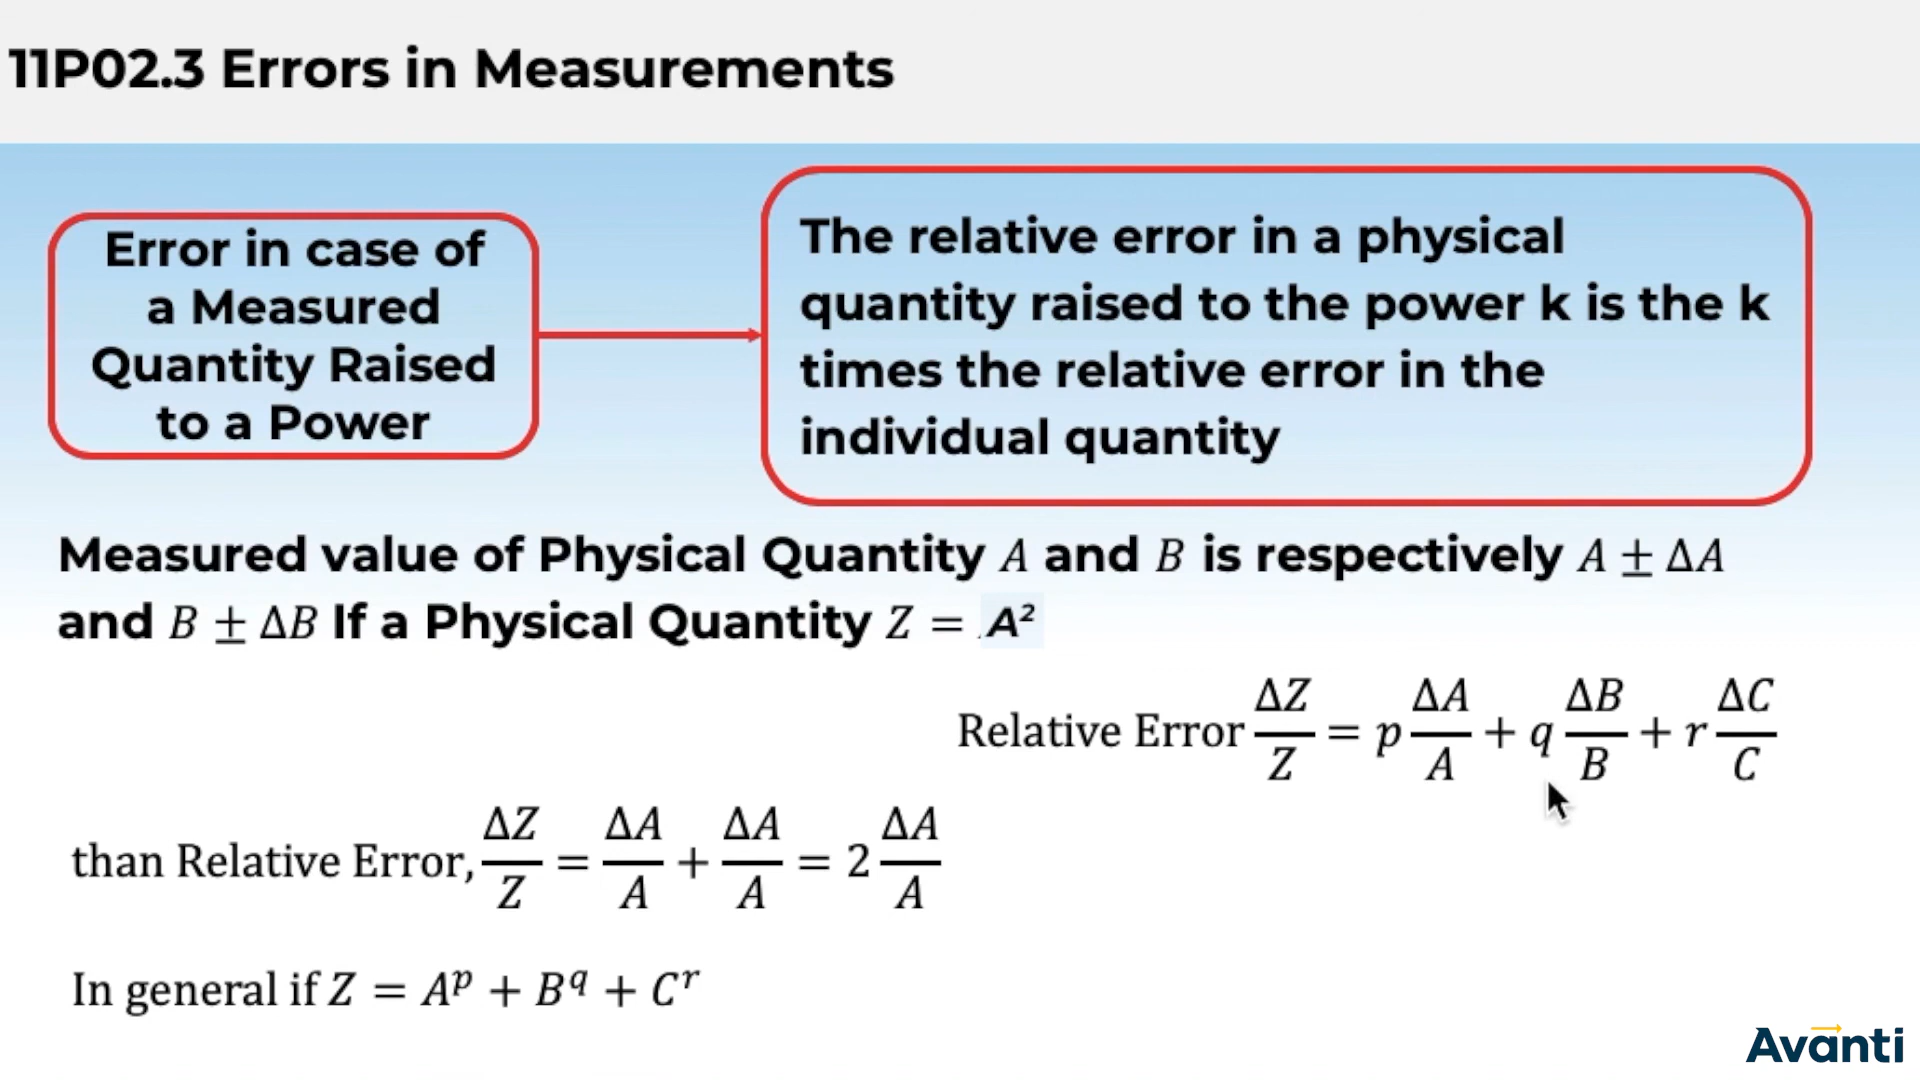 11P02.3 Errors in Measurements
Error in case of
a Measured
Quantity Raised
to a Power
The relative error in a physical
quantity raised to the power k is the k
times the relative error in the
individual quantity
Measured value of Physical Quantity A and B is respectively A ± ΔA
and B ± ΔB If a Physical Quantity Z = A²
Relative Error ΔZ/Z = p ΔA/A + q ΔB/B + r ΔC/C
than Relative Error, ΔZ/Z = ΔA/A + ΔA/A = 2 ΔA/A
In general if Z = Aᵖ + B^q + Cʳ
Avanti